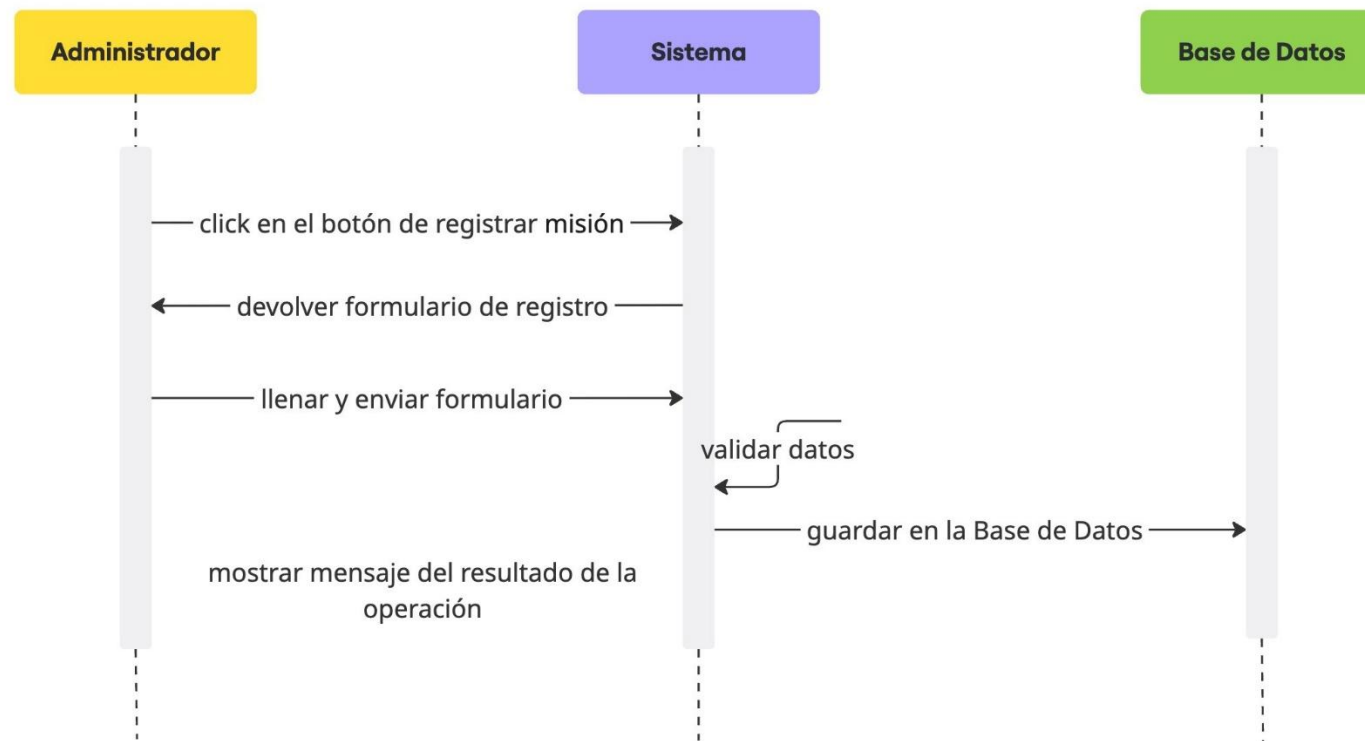 Administrador
Sistema
Base de Datos
click en el botón de registrar misión
devolver formulario de registro
llenar y enviar formulario
validar datos
guardar en la Base de Datos
mostrar mensaje del resultado de la
operación